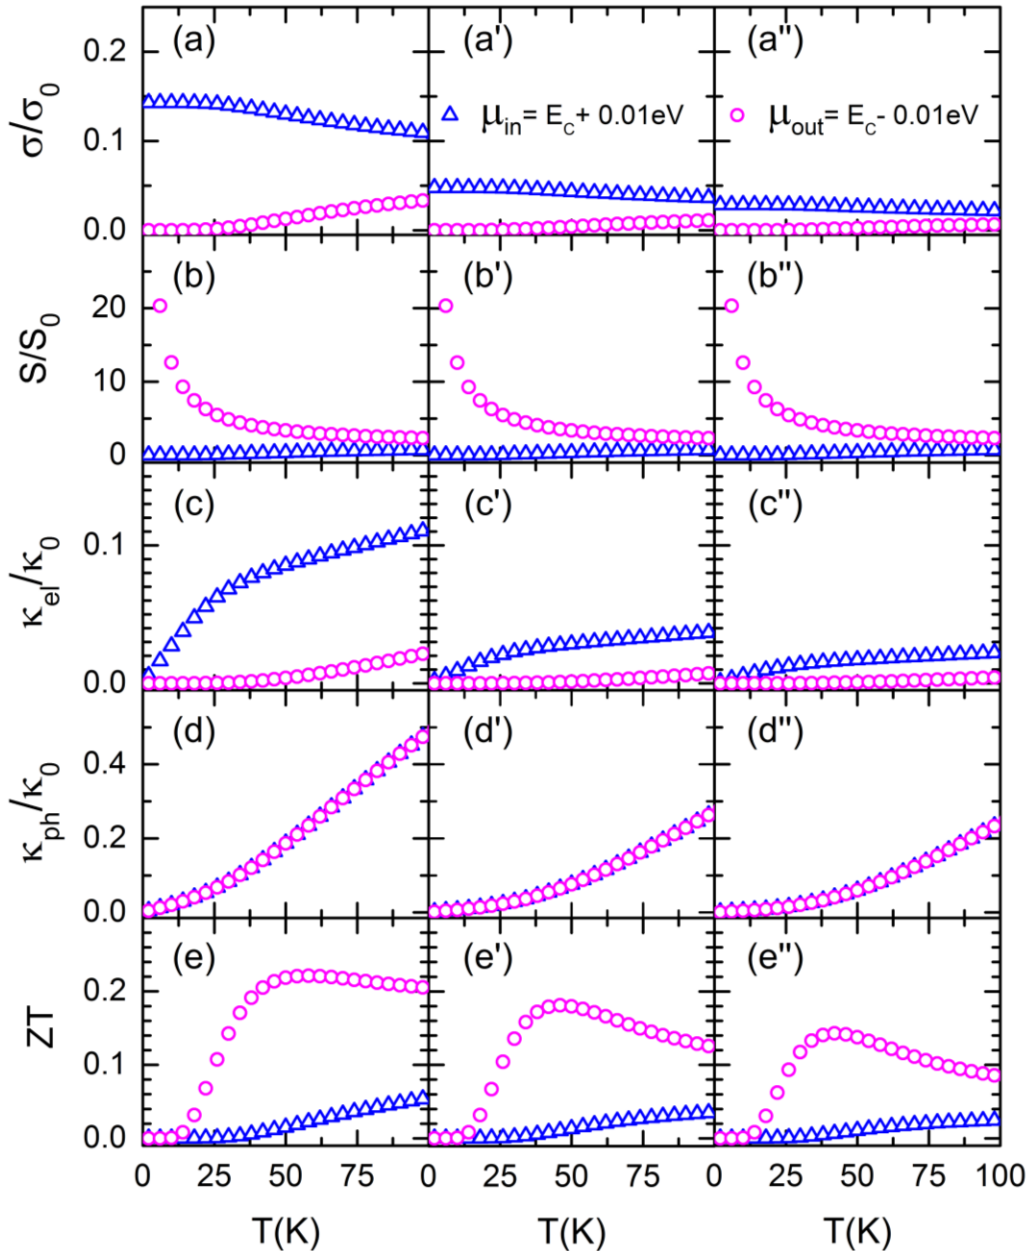 (a) (a') (a'')
0.2
σ/σ₀
△ μin = EC + 0.01eV ○ μout = EC - 0.01eV
0.1
0.0
(b) (b') (b'')
20
S/S₀
10
0
(c) (c') (c'')
0.1
κel/κ₀
0.0
(d) (d') (d'')
0.4
κph/κ₀
0.2
0.0
(e) (e') (e'')
0.2
ZT
0.1
0.0
0 25 50 75 0 25 50 75 0 25 50 75 100
T(K) T(K) T(K)